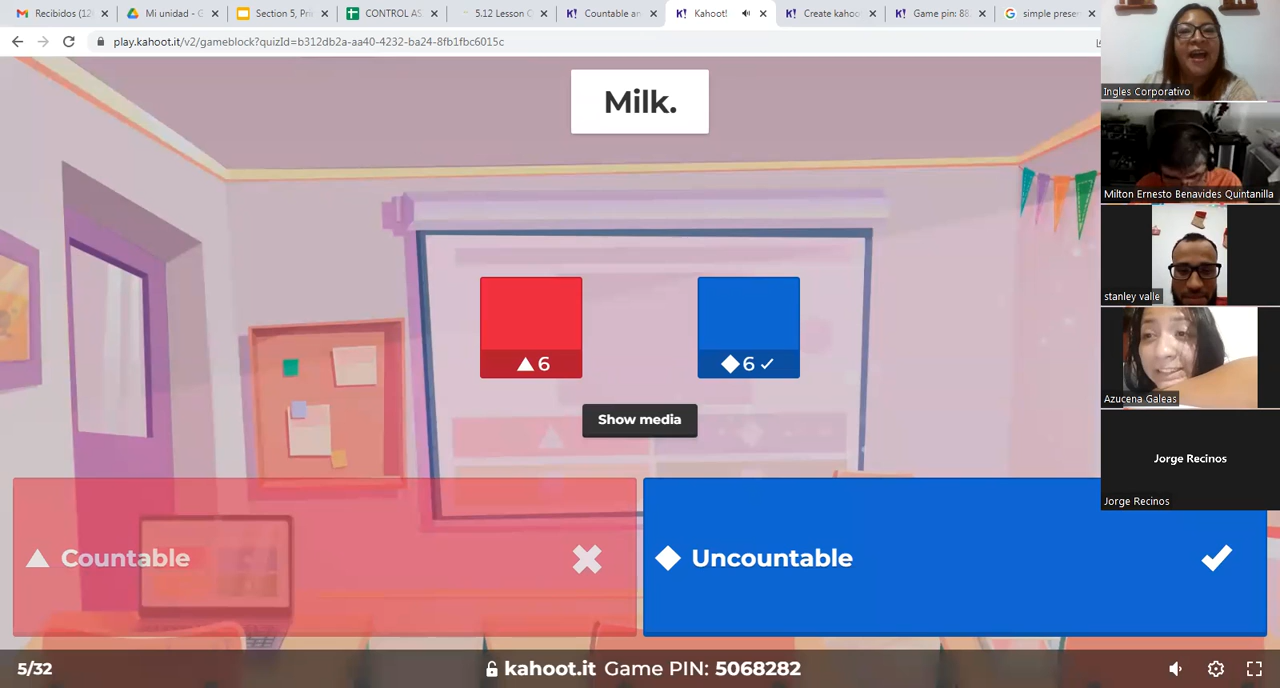 Recibidos (12
Mi unidad - G
Section 5, Pri
CONTROL AS
5.12 Lesson C
Countable an
Kahoot!
Create kahoo
Game pin: 88
simple presen
play.kahoot.it/v2/gameblock?quizId=b312db2a-aa40-4232-ba24-8fb1fbc6015c
Milk.
6
6
Show media
Countable
Uncountable
5/32
kahoot.it Game PIN: 5068282
Ingles Corporativo
Milton Ernesto Benavides Quintanilla
stanley valle
Azucena Galeas
Jorge Recinos
Jorge Recinos